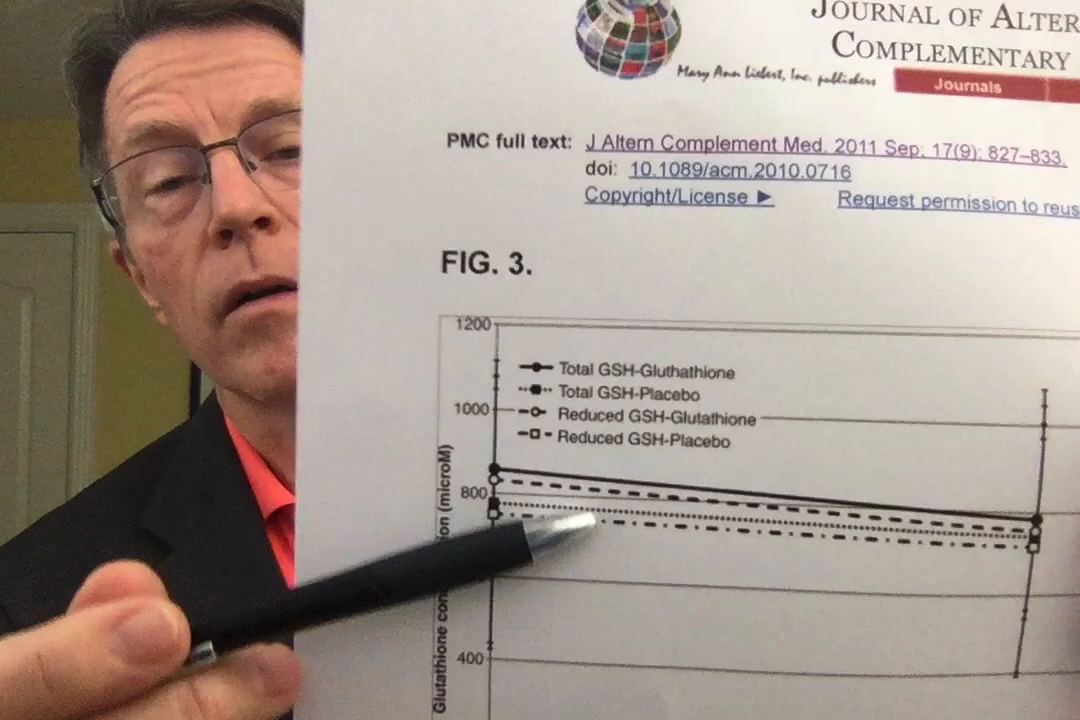 JOURNAL OF ALTER
COMPLEMENTARY
Mary Ann Liebert, Inc. publishers
Journals
PMC full text: J Altern Complement Med. 2011 Sep; 17(9): 827–833.
doi: 10.1089/acm.2010.0716
Copyright/License ► Request permission to reus
FIG. 3.
1200
Total GSH-Gluthathione
Total GSH-Placebo
1000
Reduced GSH-Glutathione
Reduced GSH-Placebo
800
400
Glutathione con on (microM)